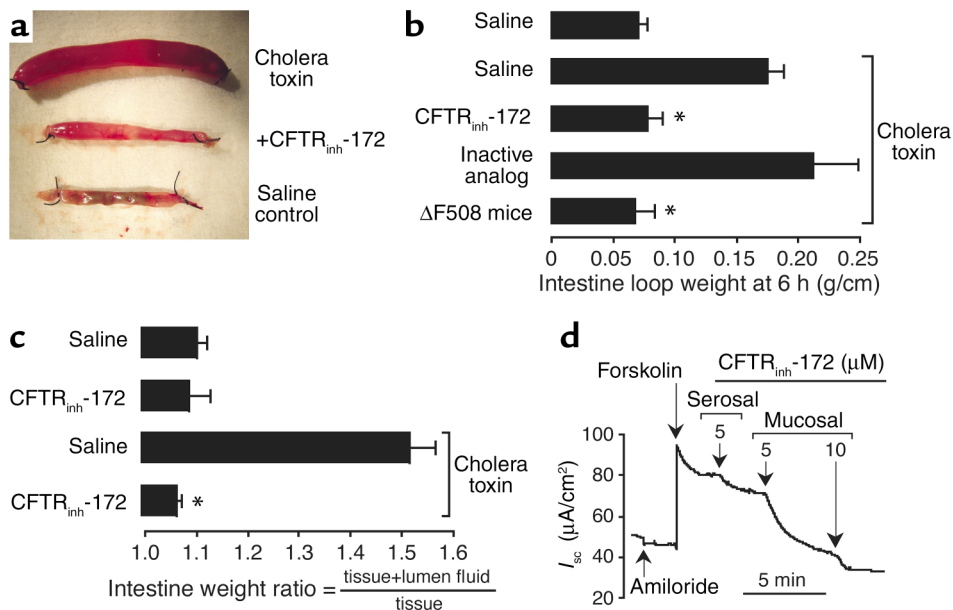 a
Cholera
toxin
+CFTRinh-172
Saline
control
b
Saline
Saline
CFTRinh-172
*
Inactive
analog
ΔF508 mice
*
Cholera
toxin
0 0.05 0.10 0.15 0.20 0.25
Intestine loop weight at 6 h (g/cm)
c
Saline
CFTRinh-172
Saline
CFTRinh-172
*
Cholera
toxin
1.0 1.1 1.2 1.3 1.4 1.5 1.6
Intestine weight ratio = tissue+lumen fluid
tissue
d
CFTRinh-172 (μM)
Forskolin
Serosal
Mucosal
5
5
10
100
80
60
40
20
Isc (μA/cm2)
Amiloride
5 min